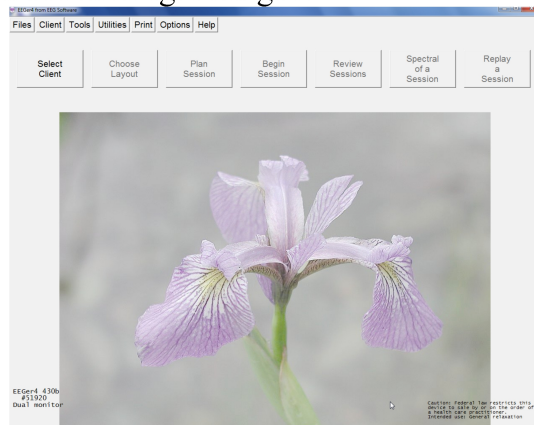 EEGer4 from EEG Software
Files Client Tools Utilities Print Options Help
Select
Client
Choose
Layout
Plan
Session
Begin
Session
Review
Sessions
Spectral
of a
Session
Replay
a
Session
EEGer4 430b
#51920
Dual monitor
Caution: Federal law restricts this
device to sale by or on the order of
a health care practitioner.
Intended use: General relaxation